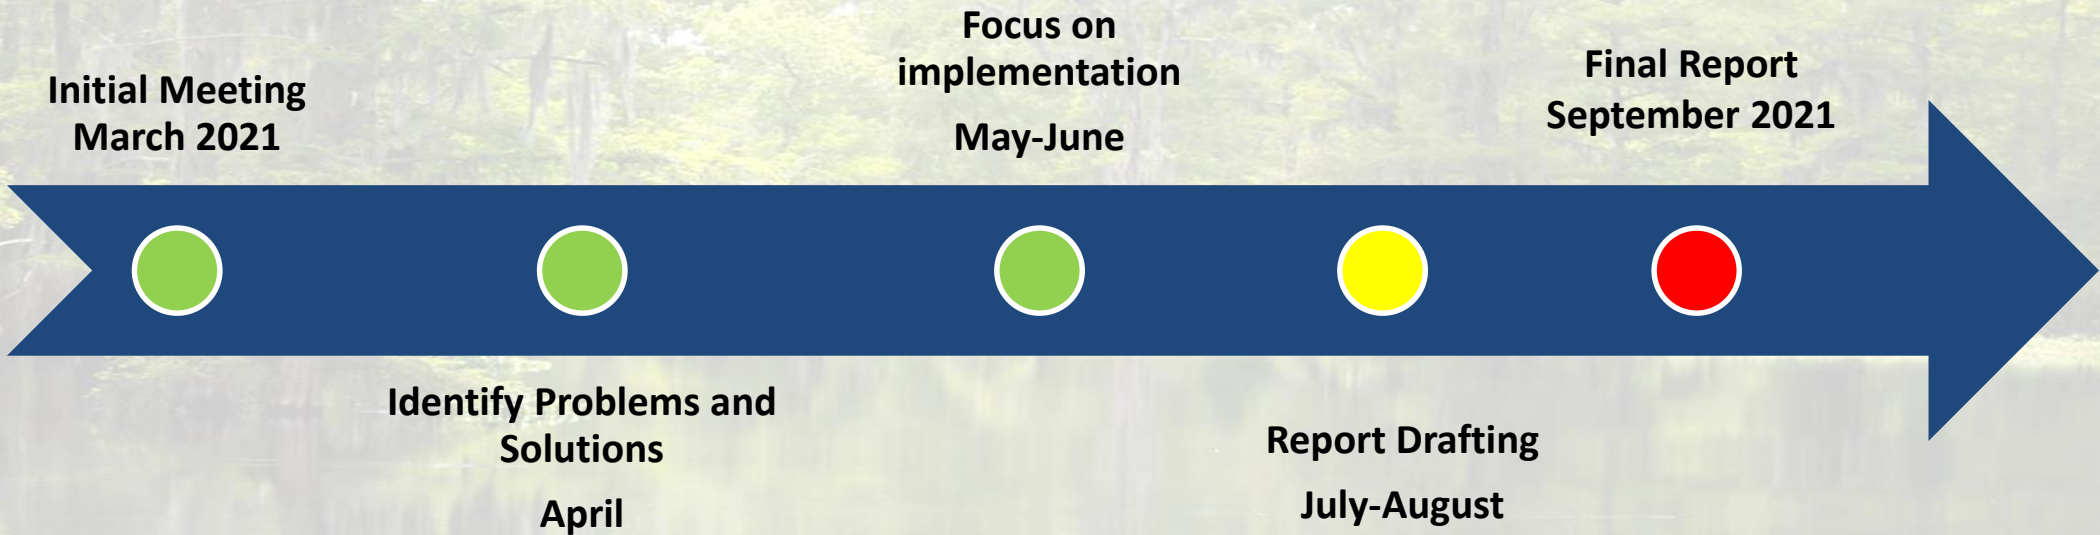 Initial Meeting
March 2021
Identify Problems and
Solutions
April
Focus on
implementation
May-June
Report Drafting
July-August
Final Report
September 2021